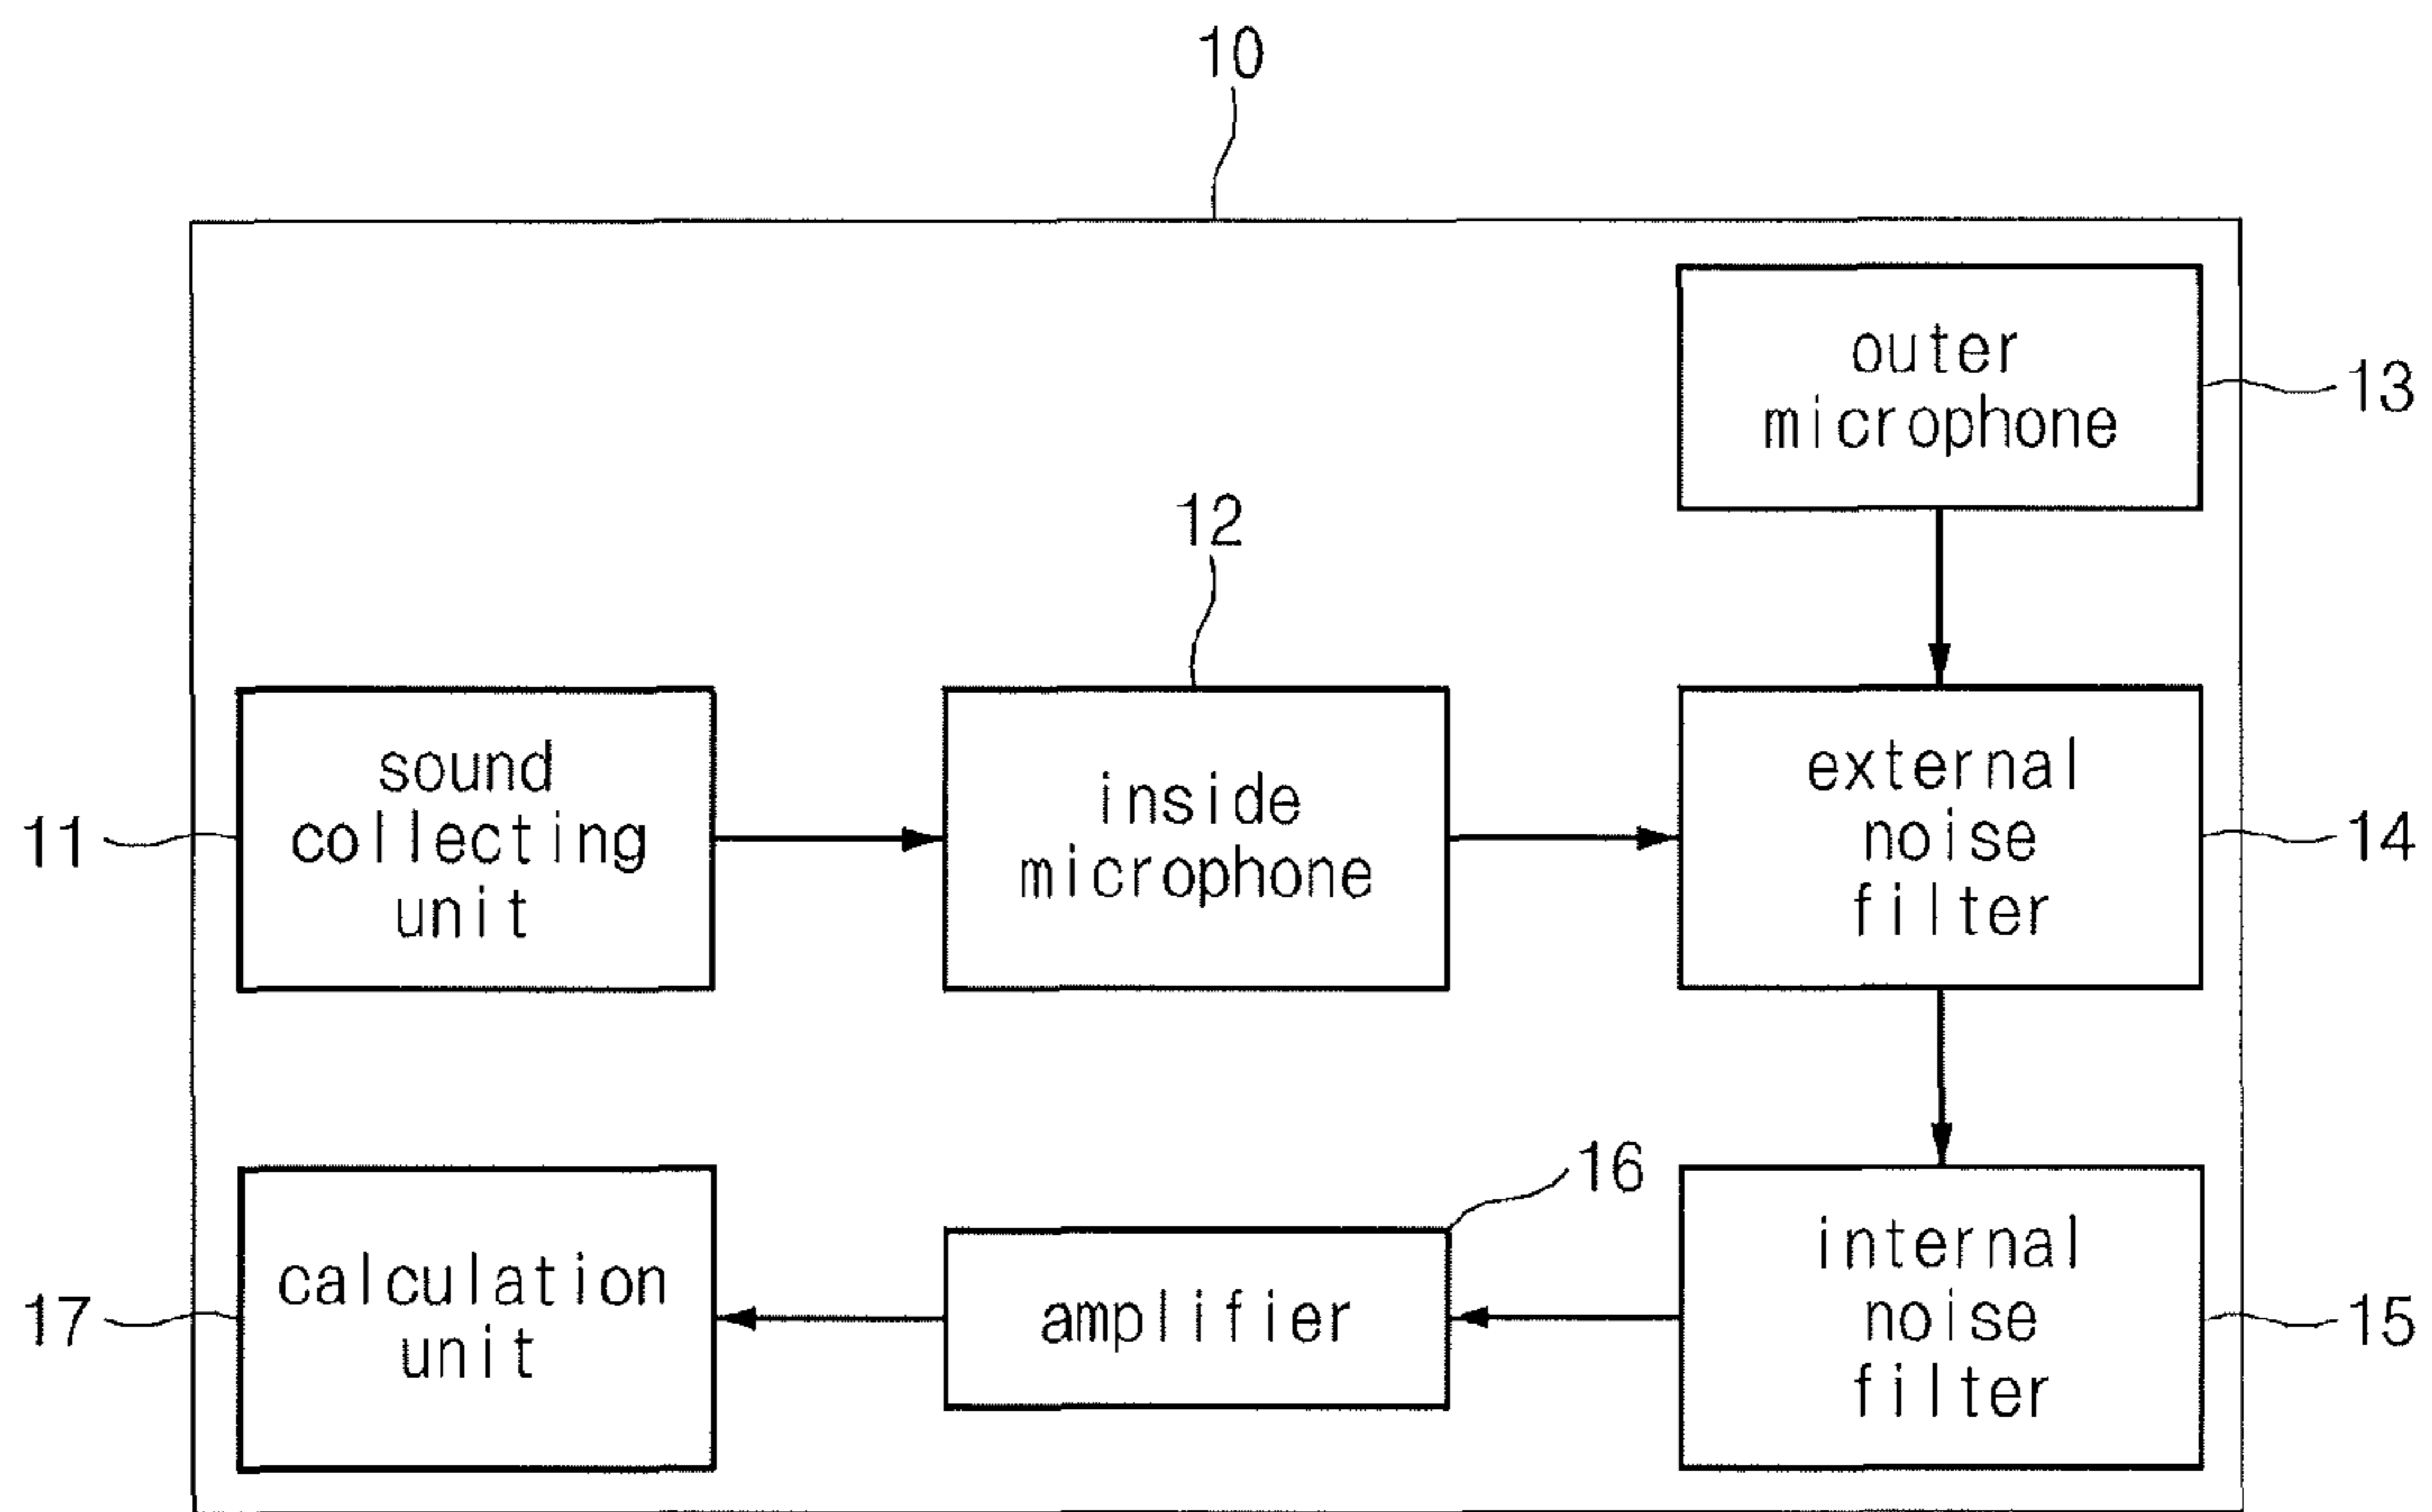 10
outer
microphone
13
12
sound
collecting
unit
11
inside
microphone
external
noise
filter
14
16
calculation
unit
17
amplifier
internal
noise
filter
15